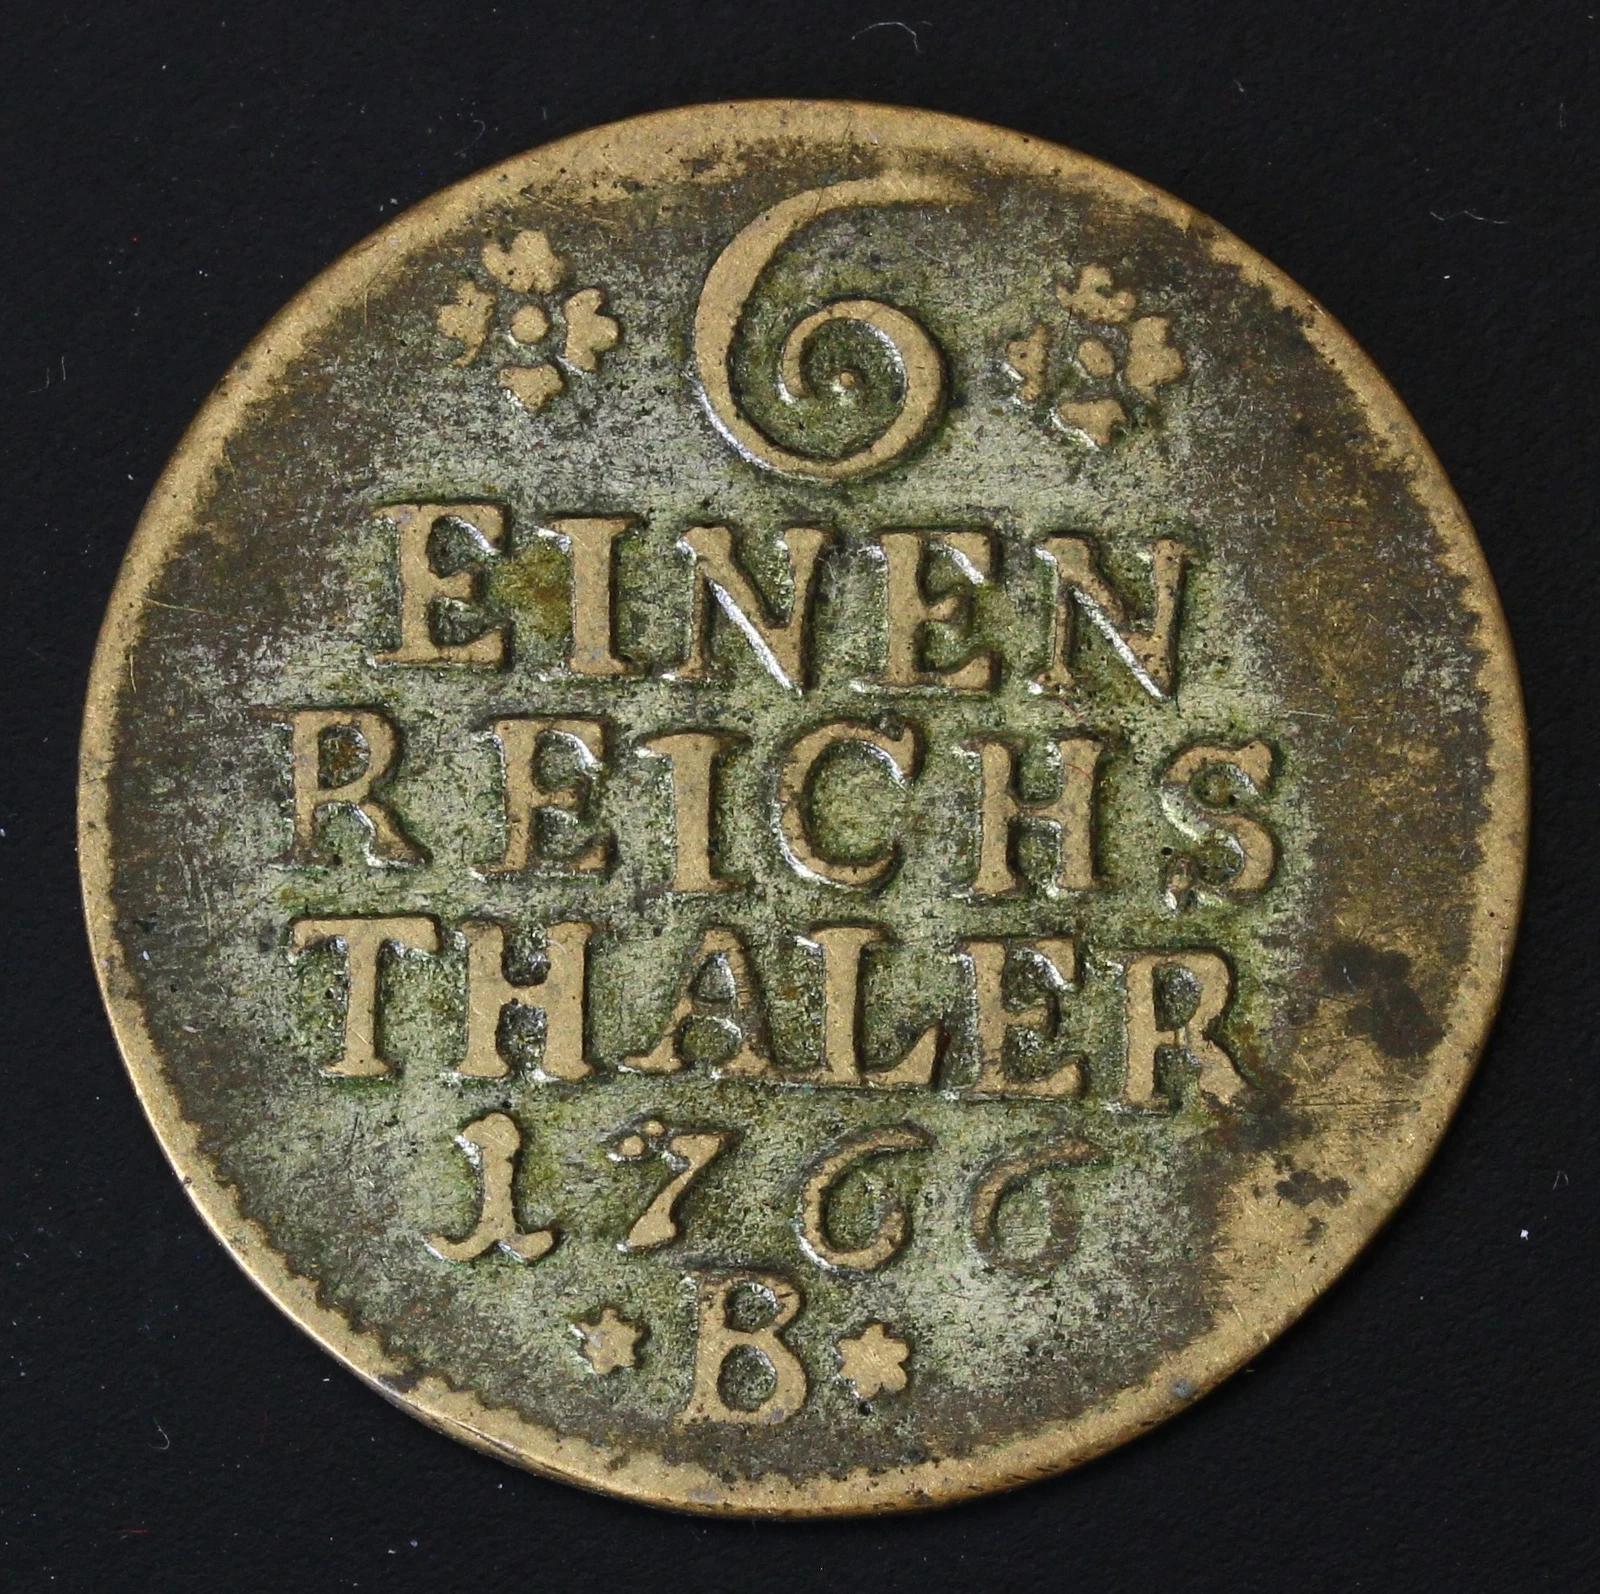 6
EINEN
REICHS
THALER
1766
* B *